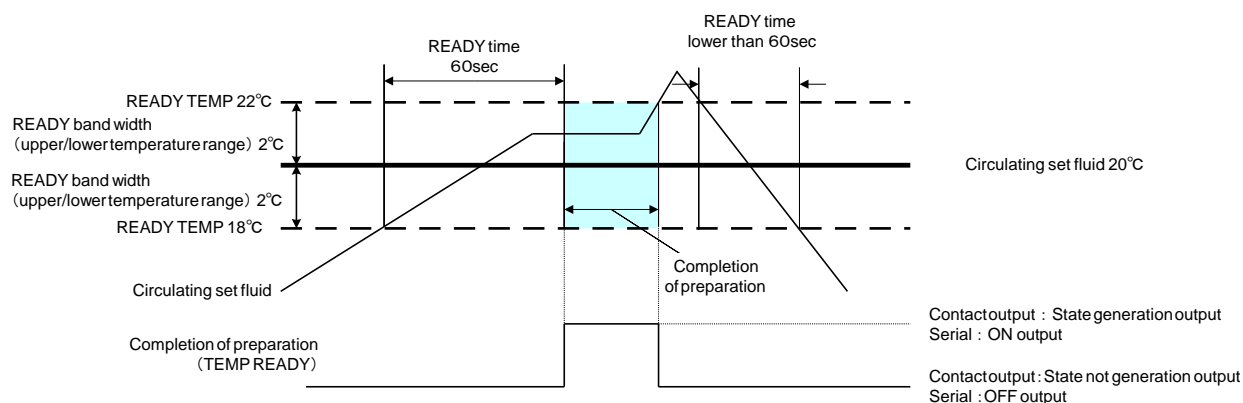 READY time
60sec
READY time
lower than 60sec
READY TEMP 22℃
READY band width
(upper/lower temperature range) 2℃
Circulating set fluid 20℃
READY band width
(upper/lower temperature range) 2℃
READY TEMP 18℃
Circulating set fluid
Completion
of preparation
Completion of preparation
(TEMP READY)
Contact output : State generation output
Serial : ON output
Contact output : State not generation output
Serial : OFF output